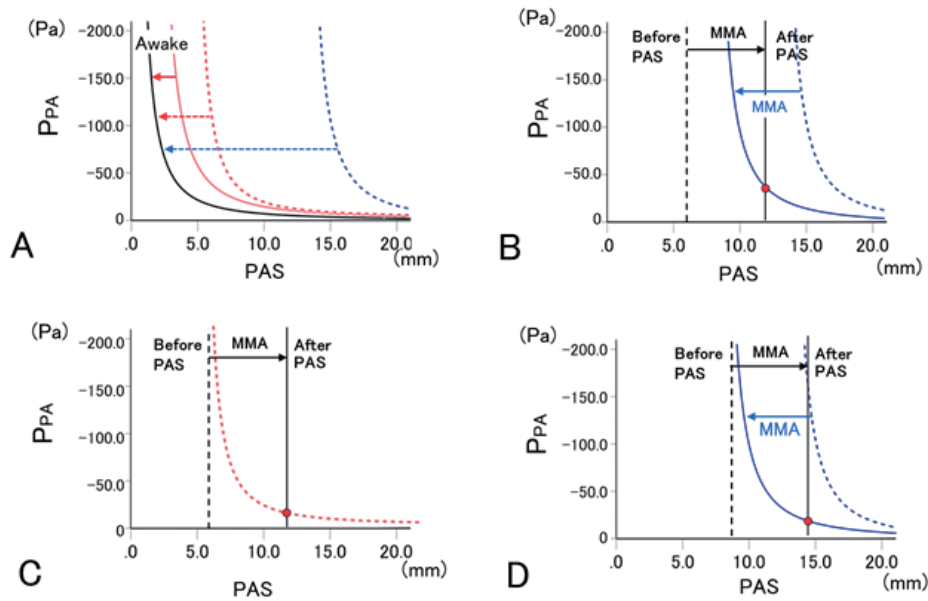 (Pa)
-200.0
-150.0
-100.0
-50.0
0
Awake
PPA
.0
5.0
10.0
15.0
20.0
(mm)
PAS
A
(Pa)
-200.0
-150.0
-100.0
-50.0
0
Before
PAS
MMA
After
PAS
MMA
PPA
.0
5.0
10.0
15.0
20.0
(mm)
PAS
B
(Pa)
-200.0
-150.0
-100.0
-50.0
0
Before
PAS
MMA
After
PAS
PPA
.0
5.0
10.0
15.0
20.0
(mm)
PAS
C
(Pa)
-200.0
-150.0
-100.0
-50.0
0
Before
PAS
MMA
After
PAS
MMA
PPA
.0
5.0
10.0
15.0
20.0
(mm)
PAS
D